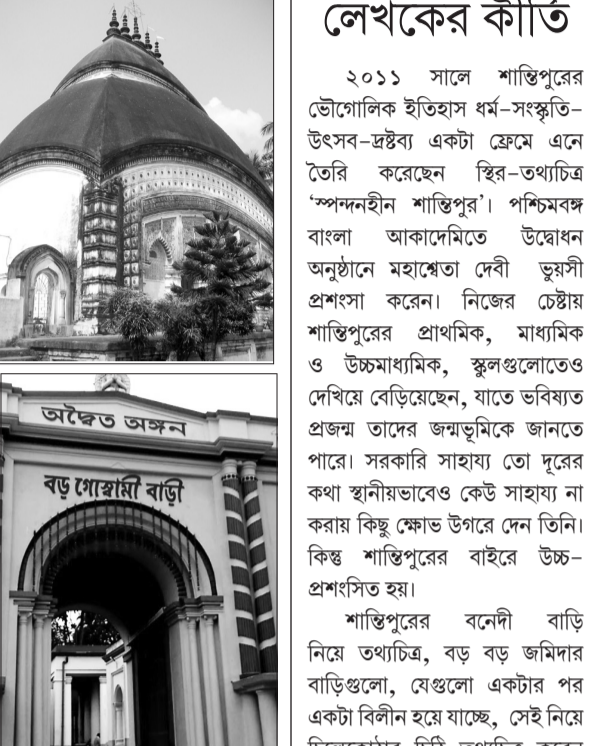 লেখকের কীর্তি
২০১১ সালে শান্তিপুরের
ভৌগোলিক ইতিহাস ধর্ম-সংস্কৃতি-
উৎসব-দ্রষ্টব্য একটা ফ্রেমে এনে
তৈরি করেছেন স্থির-তথ্যচিত্র
'স্পন্দনহীন শান্তিপুর'। পশ্চিমবঙ্গ
বাংলা আকাদেমিতে উদ্বোধন
অনুষ্ঠানে মহাশ্বেতা দেবী ভুয়সী
প্রশংসা করেন। নিজের চেষ্টায়
শান্তিপুরের প্রাথমিক, মাধ্যমিক
ও উচ্চমাধ্যমিক, স্কুলগুলোতেও
দেখিয়ে বেড়িয়েছেন, যাতে ভবিষ্যত
প্রজন্ম তাদের জন্মভূমিকে জানতে
পারে। সরকারি সাহায্য তো দূরের
কথা স্থানীয়ভাবেও কেউ সাহায্য না
করায় কিছু ক্ষোভ উগরে দেন তিনি।
কিন্তু শান্তিপুরের বাইরে উচ্চ-
প্রশংসিত হয়।
শান্তিপুরের বনেদী বাড়ি
নিয়ে তথ্যচিত্র, বড় বড় জমিদার
বাড়িগুলো, যেগুলো একটার পর
একটা বিলীন হয়ে যাচ্ছে, সেই নিয়ে
অদ্বৈত অঙ্গন
বড় গোস্বামী বাড়ী